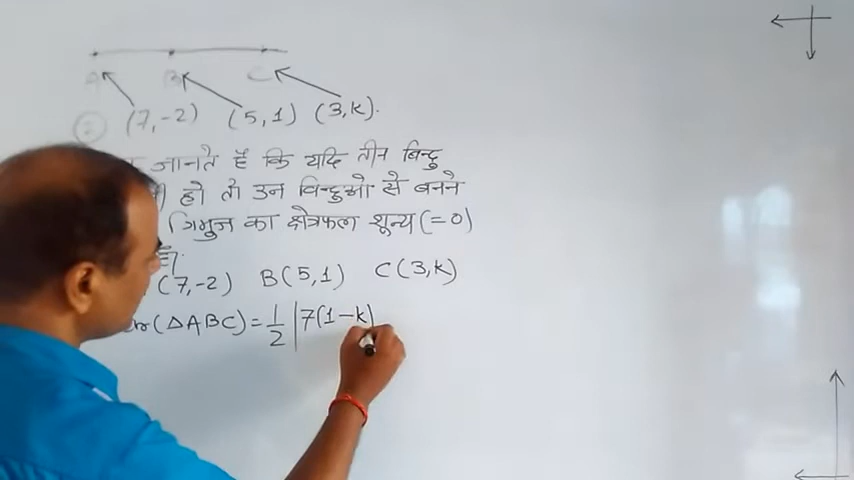 A B C
(7,-2) (5,1) (3,k).
जानते हैं कि यदि तीन बिन्दु
हो तो उन बिन्दुओ से बनने
त्रिभुज का क्षेत्रफल शून्य (=0)
है।
(7,-2) B(5,1) C(3,k)
ar(ΔABC)=1/2|7(1-k)